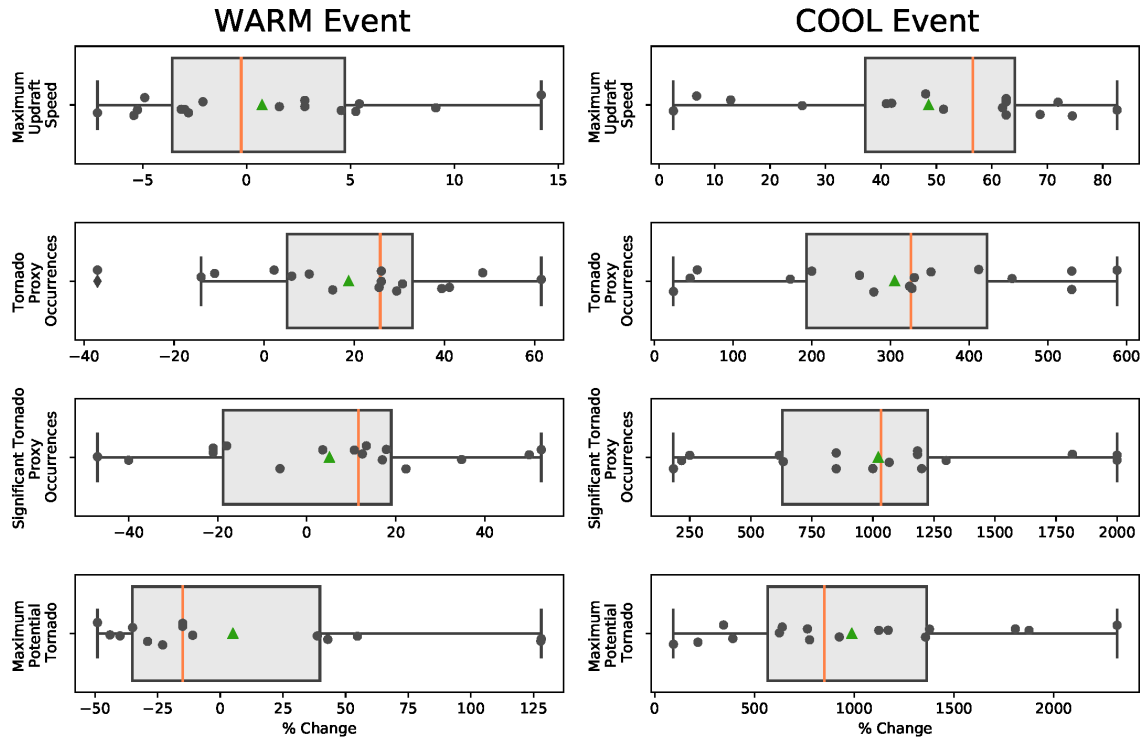 WARM Event
COOL Event
Maximum
Updraft
Speed
−5 0 5 10 15
Maximum
Updraft
Speed
0 10 20 30 40 50 60 70 80
Tornado
Proxy
Occurrences
−40 −20 0 20 40 60
Tornado
Proxy
Occurrences
0 100 200 300 400 500 600
Significant Tornado
Proxy
Occurrences
−40 −20 0 20 40
Significant Tornado
Proxy
Occurrences
250 500 750 1000 1250 1500 1750 2000
Maximum
Potential
Tornado
−50 −25 0 25 50 75 100 125
% Change
Maximum
Potential
Tornado
0 500 1000 1500 2000
% Change